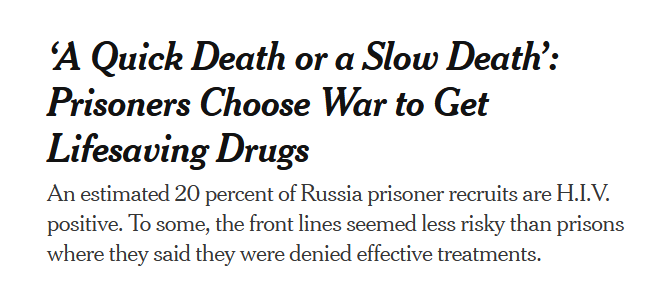 ‘A Quick Death or a Slow Death’:
Prisoners Choose War to Get
Lifesaving Drugs
An estimated 20 percent of Russia prisoner recruits are H.I.V.
positive. To some, the front lines seemed less risky than prisons
where they said they were denied effective treatments.